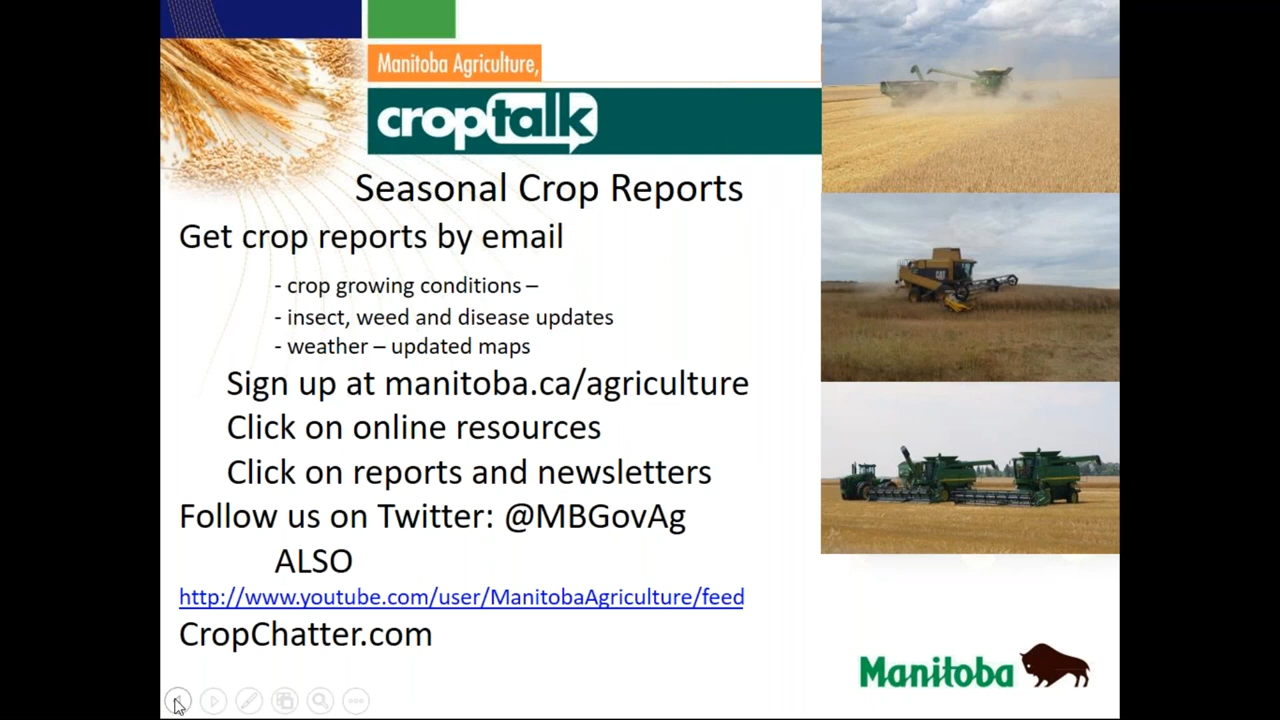 Manitoba Agriculture,
croptalk
Seasonal Crop Reports
Get crop reports by email
- crop growing conditions –
- insect, weed and disease updates
- weather – updated maps
Sign up at manitoba.ca/agriculture
Click on online resources
Click on reports and newsletters
Follow us on Twitter: @MBGovAg
ALSO
http://www.youtube.com/user/ManitobaAgriculture/feed
CropChatter.com
Manitoba